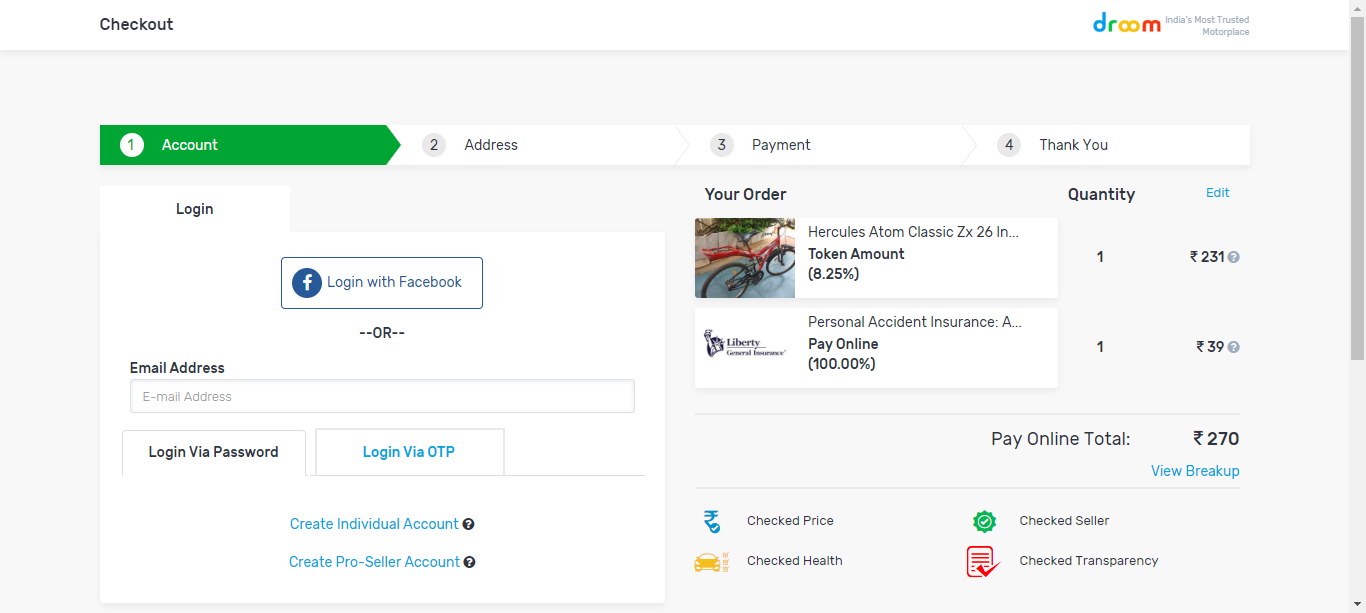 Checkout
droom
India's Most Trusted
Motorplace
1 Account
2 Address
3 Payment
4 Thank You
Login
Login with Facebook
--OR--
Email Address
E-mail Address
Login Via Password
Login Via OTP
Create Individual Account ?
Create Pro-Seller Account ?
Your Order
Quantity
Edit
Hercules Atom Classic Zx 26 In...
Token Amount
(8.25%)
1
₹ 231 ?
Liberty
General Insurance
Personal Accident Insurance: A...
Pay Online
(100.00%)
1
₹ 39 ?
Pay Online Total: ₹ 270
View Breakup
Checked Price
Checked Seller
Checked Health
Checked Transparency